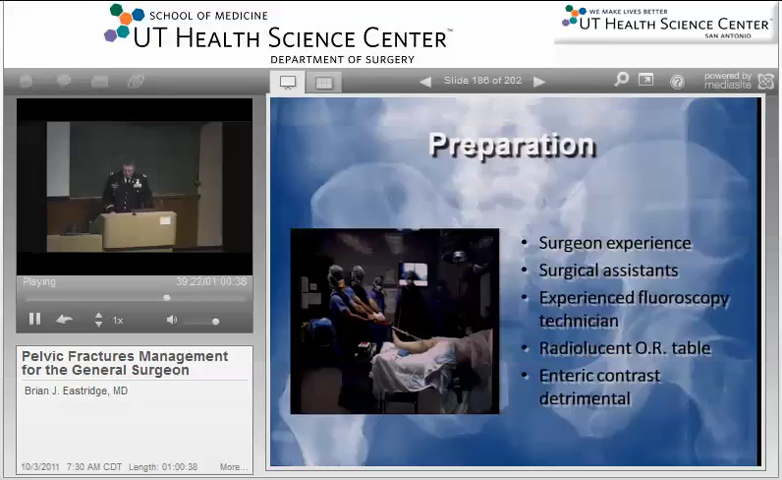 SCHOOL OF MEDICINE
UT HEALTH SCIENCE CENTER™
DEPARTMENT OF SURGERY
WE MAKE LIVES BETTER
UT HEALTH SCIENCE CENTER™
SAN ANTONIO
Slide 186 of 202
powered by
mediasite
Preparation
• Surgeon experience
• Surgical assistants
• Experienced fluoroscopy
technician
• Radiolucent O.R. table
• Enteric contrast
detrimental
Playing
39:22/01:00:38
1x
Pelvic Fractures Management
for the General Surgeon
Brian J. Eastridge, MD
10/3/2011 7:30 AM CDT Length: 01:00:38 More...